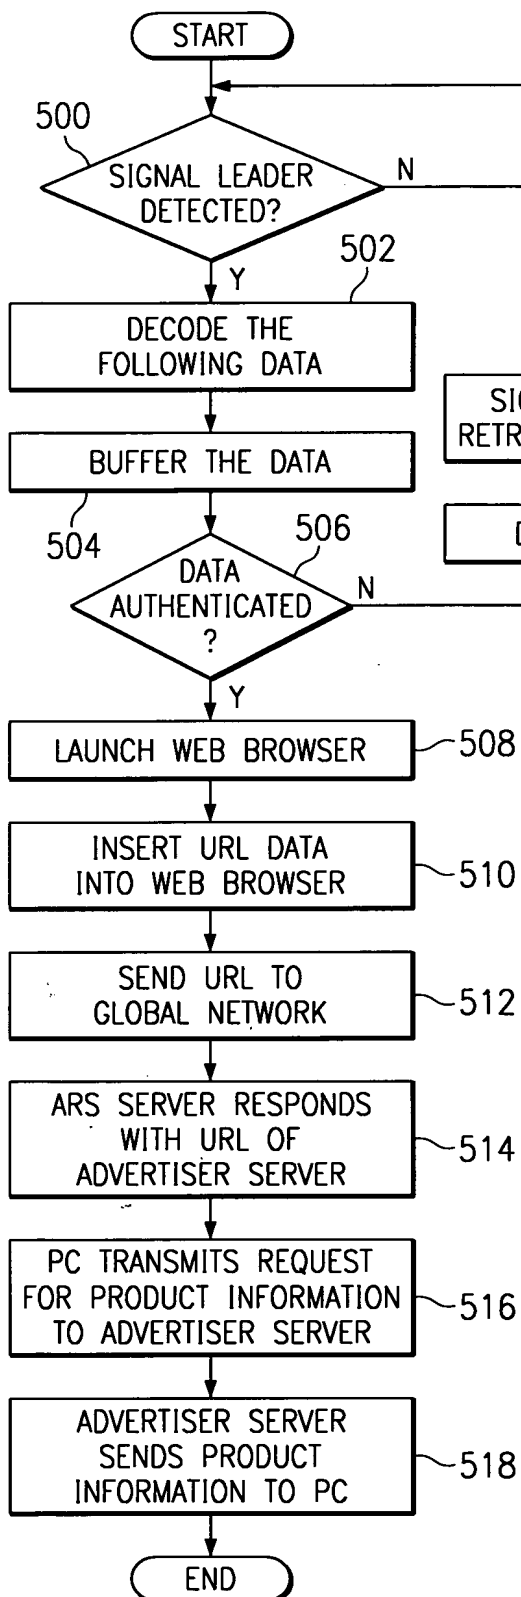 START
500
SIGNAL LEADER
DETECTED?
N
Y
502
DECODE THE
FOLLOWING DATA
BUFFER THE DATA
504
506
DATA
AUTHENTICATED
?
N
Y
LAUNCH WEB BROWSER
508
INSERT URL DATA
INTO WEB BROWSER
510
SEND URL TO
GLOBAL NETWORK
512
ARS SERVER RESPONDS
WITH URL OF
ADVERTISER SERVER
514
PC TRANSMITS REQUEST
FOR PRODUCT INFORMATION
TO ADVERTISER SERVER
516
ADVERTISER SERVER
SENDS PRODUCT
INFORMATION TO PC
518
END